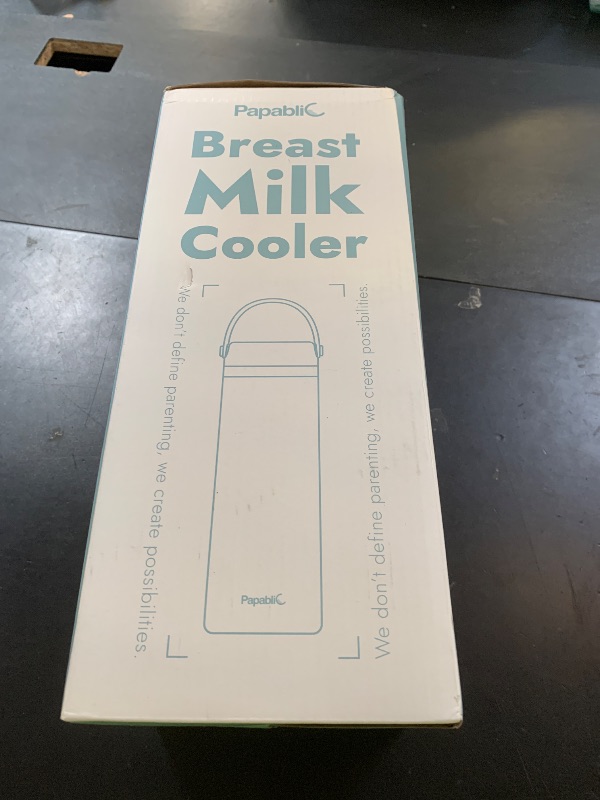 Papablic
Breast
Milk
Cooler
We don't define parenting, we create possibilities.
We don't define parenting, we create possibilities.
Papablic